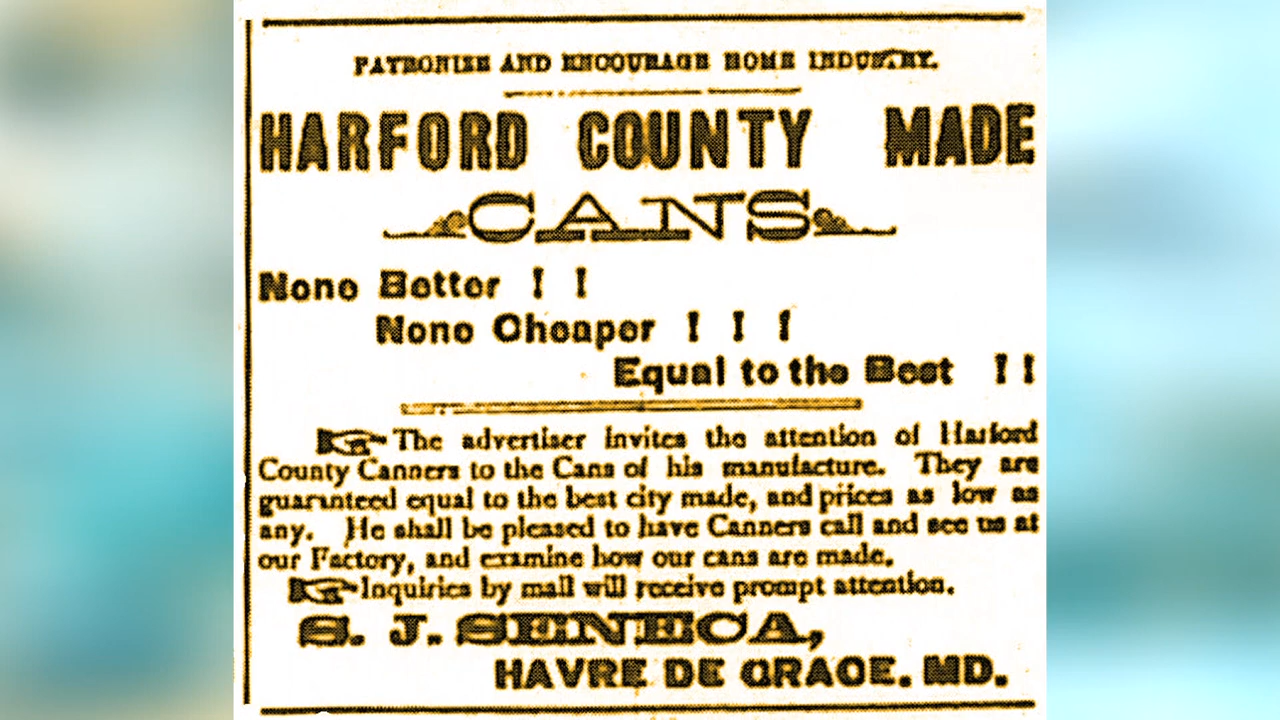 PATRONIZE AND ENCOURAGE HOME INDUSTRY.
HARFORD COUNTY MADE
CANS
None Better ! !
None Cheaper ! ! !
Equal to the Best ! !
The advertiser invites the attention of Harford
County Canners to the Cans of his manufacture. They are
guaranteed equal to the best city made, and prices as low as
any. He shall be pleased to have Canners call and see us at
our Factory, and examine how our cans are made.
Inquiries by mail will receive prompt attention.
S. J. SENECA,
HAVRE DE GRACE. MD.